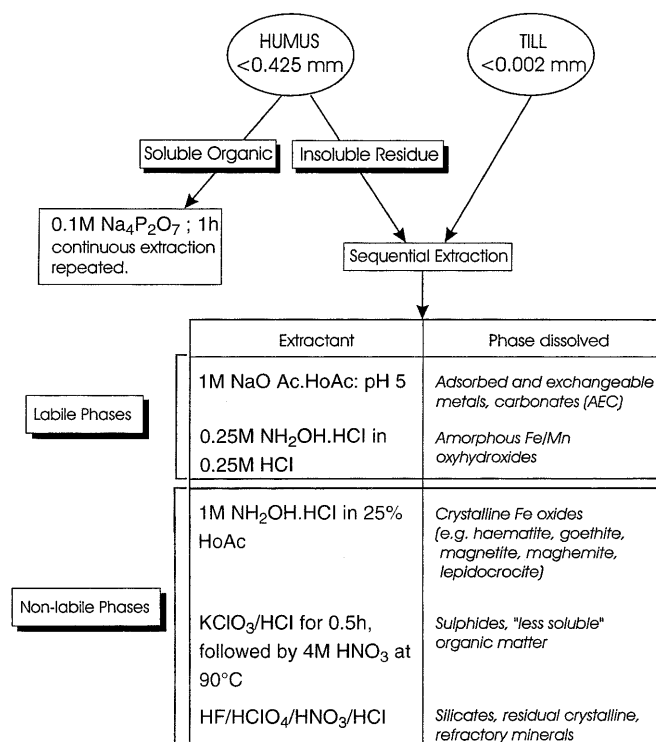 HUMUS
<0.425 mm
TILL
<0.002 mm
Soluble Organic
Insoluble Residue
0.1M Na₄P₂O₇ ; 1h
continuous extraction
repeated.
Sequential Extraction
Extractant
Phase dissolved
Labile Phases
1M NaO Ac.HoAc: pH 5
Adsorbed and exchangeable
metals, carbonates (AEC)
0.25M NH₂OH.HCl in
0.25M HCl
Amorphous Fe/Mn
oxyhydroxides
Non-labile Phases
1M NH₂OH.HCl in 25%
HoAc
Crystalline Fe oxides
(e.g. haematite, goethite,
magnetite, maghemite,
lepidocrocite)
KClO₃/HCl for 0.5h,
followed by 4M HNO₃ at
90°C
Sulphides, "less soluble"
organic matter
HF/HClO₄/HNO₃/HCl
Silicates, residual crystalline,
refractory minerals